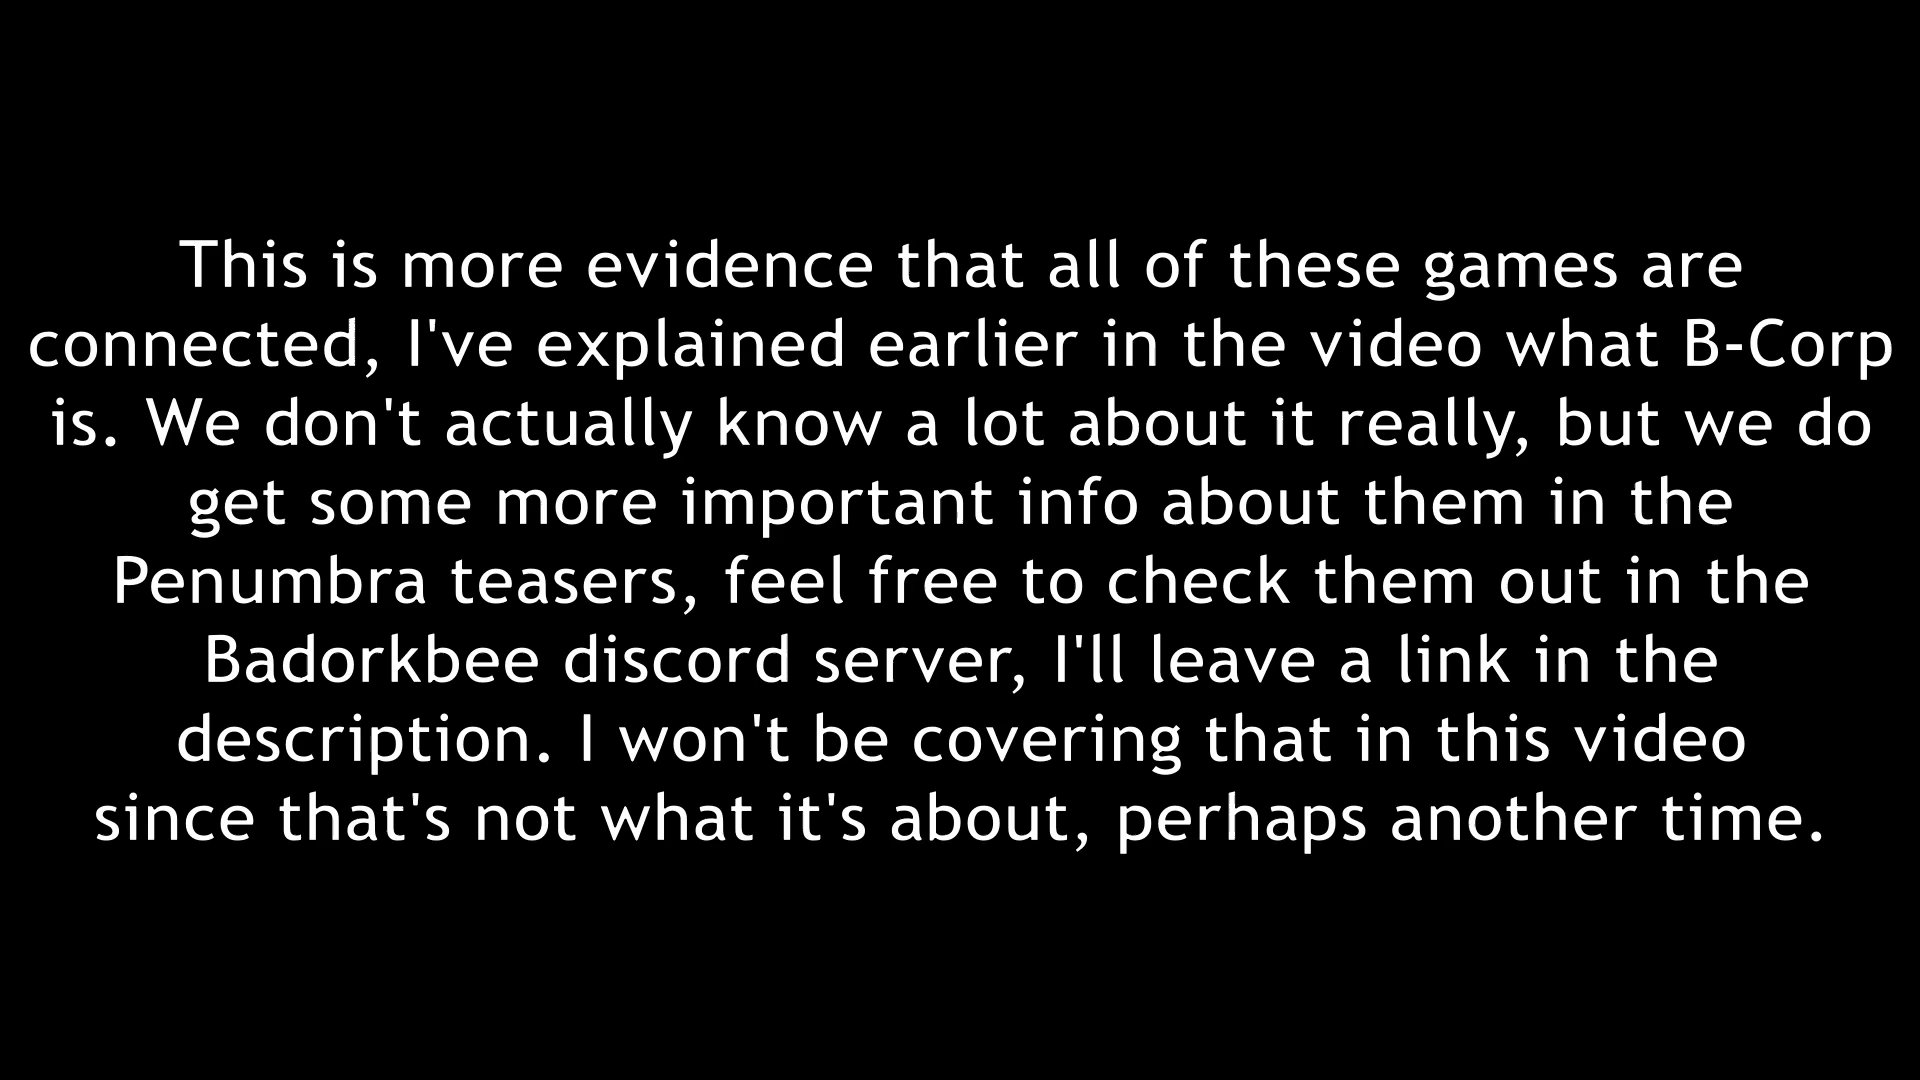 This is more evidence that all of these games are
connected, I've explained earlier in the video what B-Corp
is. We don't actually know a lot about it really, but we do
get some more important info about them in the
Penumbra teasers, feel free to check them out in the
Badorkbee discord server, I'll leave a link in the
description. I won't be covering that in this video
since that's not what it's about, perhaps another time.